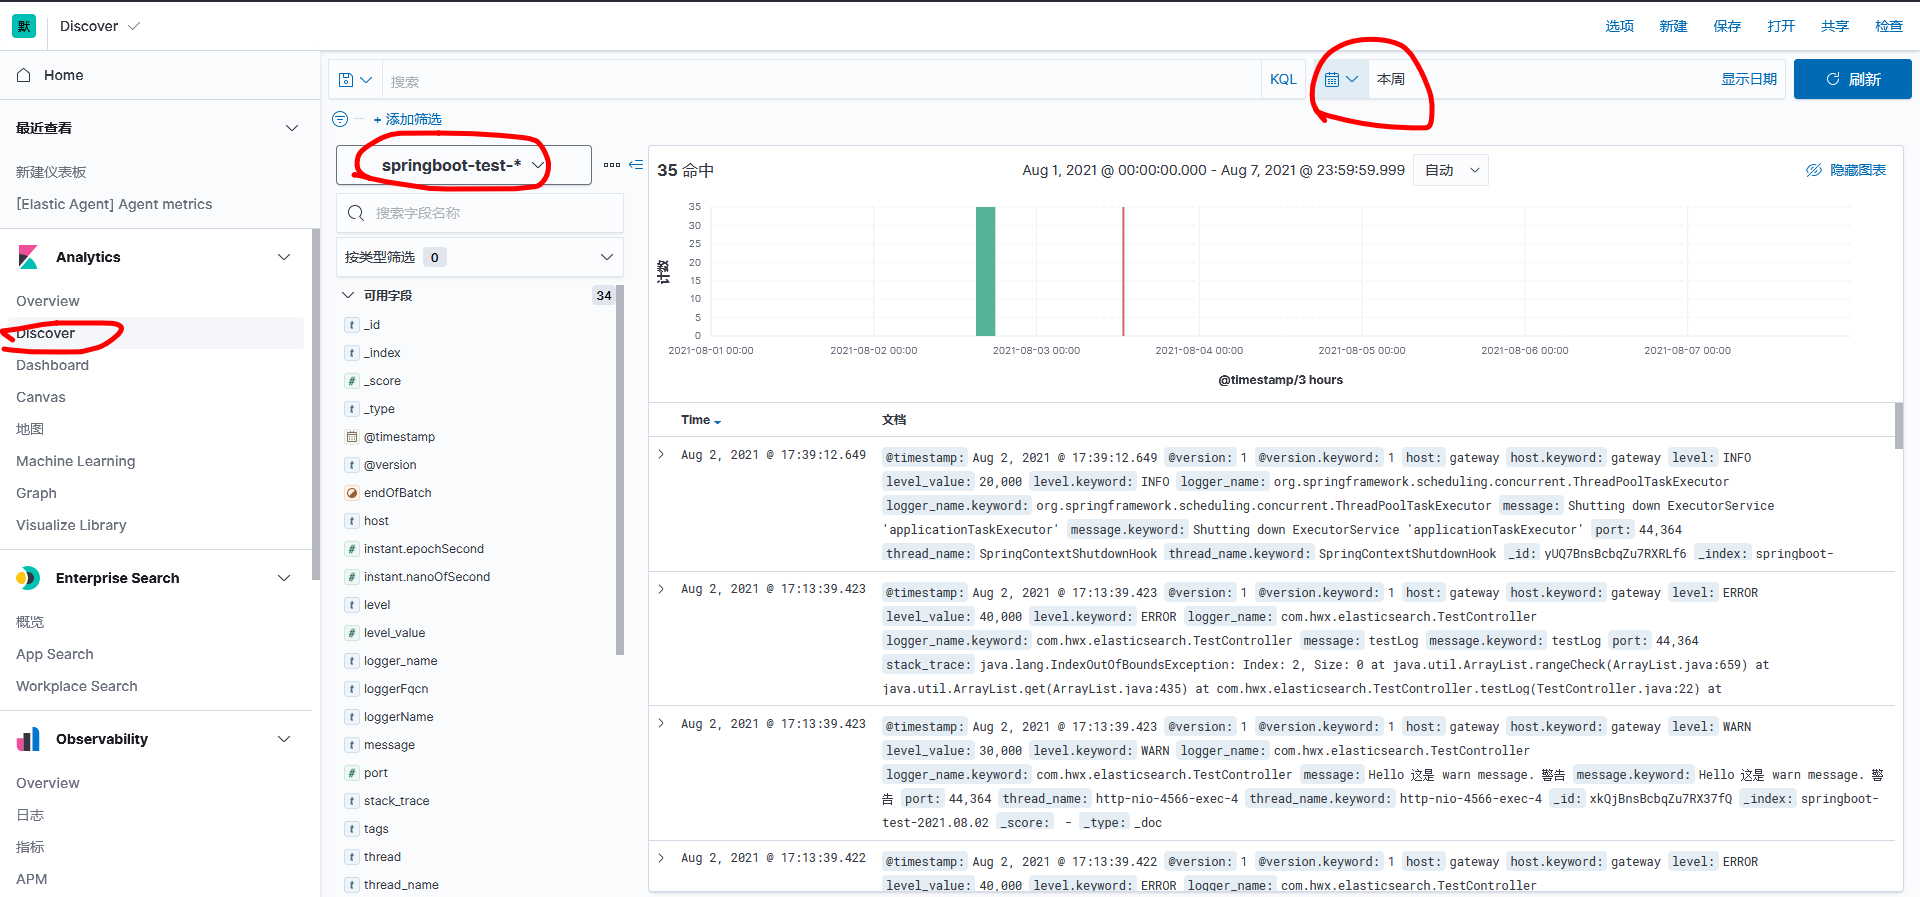 默 Discover 选项 新建 保存 打开 共享 检查
Home
最近查看
新建仪表板
[Elastic Agent] Agent metrics
Analytics
Overview
Discover
Dashboard
Canvas
地图
Machine Learning
Graph
Visualize Library
Enterprise Search
概览
App Search
Workplace Search
Observability
Overview
日志
指标
APM
搜索 KQL 本周 显示日期 刷新
+ 添加筛选
springboot-test-*
搜索字段名称
按类型筛选 0
可用字段 34
t _id
t _index
# _score
t _type
@timestamp
t @version
endOfBatch
t host
# instant.epochSecond
# instant.nanoOfSecond
t level
# level_value
t logger_name
t loggerFqcn
t loggerName
t message
# port
t stack_trace
t tags
t thread
t thread_name
35 命中 Aug 1, 2021 @ 00:00:00.000 - Aug 7, 2021 @ 23:59:59.999 自动 隐藏图表
计数
35
30
25
20
15
10
5
0
2021-08-01 00:00 2021-08-02 00:00 2021-08-03 00:00 2021-08-04 00:00 2021-08-05 00:00 2021-08-06 00:00 2021-08-07 00:00
@timestamp/3 hours
Time 文档
Aug 2, 2021 @ 17:39:12.649 @timestamp: Aug 2, 2021 @ 17:39:12.649 @version: 1 @version.keyword: 1 host: gateway host.keyword: gateway level: INFO
level_value: 20,000 level.keyword: INFO logger_name: org.springframework.scheduling.concurrent.ThreadPoolTaskExecutor
logger_name.keyword: org.springframework.scheduling.concurrent.ThreadPoolTaskExecutor message: Shutting down ExecutorService
'applicationTaskExecutor' message.keyword: Shutting down ExecutorService 'applicationTaskExecutor' port: 44,364
thread_name: SpringContextShutdownHook thread_name.keyword: SpringContextShutdownHook _id: yUQ7BnsBcbqZu7RXRLf6 _index: springboot-
Aug 2, 2021 @ 17:13:39.423 @timestamp: Aug 2, 2021 @ 17:13:39.423 @version: 1 @version.keyword: 1 host: gateway host.keyword: gateway level: ERROR
level_value: 40,000 level.keyword: ERROR logger_name: com.hwx.elasticsearch.TestController
logger_name.keyword: com.hwx.elasticsearch.TestController message: testLog message.keyword: testLog port: 44,364
stack_trace: java.lang.IndexOutOfBoundsException: Index: 2, Size: 0 at java.util.ArrayList.rangeCheck(ArrayList.java:659) at
java.util.ArrayList.get(ArrayList.java:435) at com.hwx.elasticsearch.TestController.testLog(TestController.java:22) at
Aug 2, 2021 @ 17:13:39.423 @timestamp: Aug 2, 2021 @ 17:13:39.423 @version: 1 @version.keyword: 1 host: gateway host.keyword: gateway level: WARN
level_value: 30,000 level.keyword: WARN logger_name: com.hwx.elasticsearch.TestController
logger_name.keyword: com.hwx.elasticsearch.TestController message: Hello 这是 warn message. 警告 message.keyword: Hello 这是 warn message. 警
告 port: 44,364 thread_name: http-nio-4566-exec-4 thread_name.keyword: http-nio-4566-exec-4 _id: xkQjBnsBcbqZu7RX37fQ _index: springboot-
test-2021.08.02 _score: - _type: _doc
Aug 2, 2021 @ 17:13:39.422 @timestamp: Aug 2, 2021 @ 17:13:39.422 @version: 1 @version.keyword: 1 host: gateway host.keyword: gateway level: ERROR
level_value: 40,000 level.keyword: ERROR logger_name: com.hwx.elasticsearch.TestController